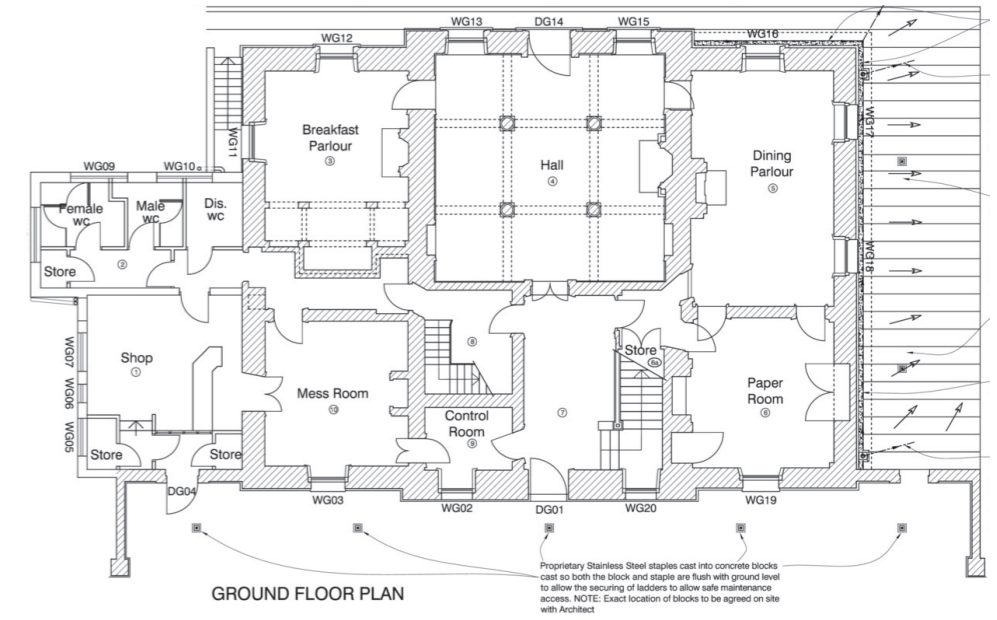 WG13
DG14
WG15
WG12
WG16
WG11
Breakfast
Parlour
3
Hall
4
Dining
Parlour
5
WG17
WG18
WG09
WG10
Female
wc
Male
wc
Dis.
wc
Store
2
Shop
1
WG07
WG06
WG05
Store
Store
DG04
Mess Room
10
8
Control
Room
9
7
Store
6a
Paper
Room
6
WG03
WG02
DG01
WG20
WG19
Proprietary Stainless Steel staples cast into concrete blocks
cast so both the block and staple are flush with ground level
to allow the securing of ladders to allow safe maintenance
access. NOTE: Exact location of blocks to be agreed on site
with Architect
GROUND FLOOR PLAN